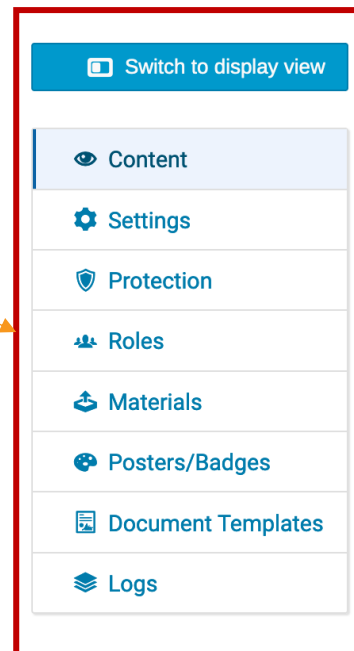 Switch to display view
Content
Settings
Protection
Roles
Materials
Posters/Badges
Document Templates
Logs